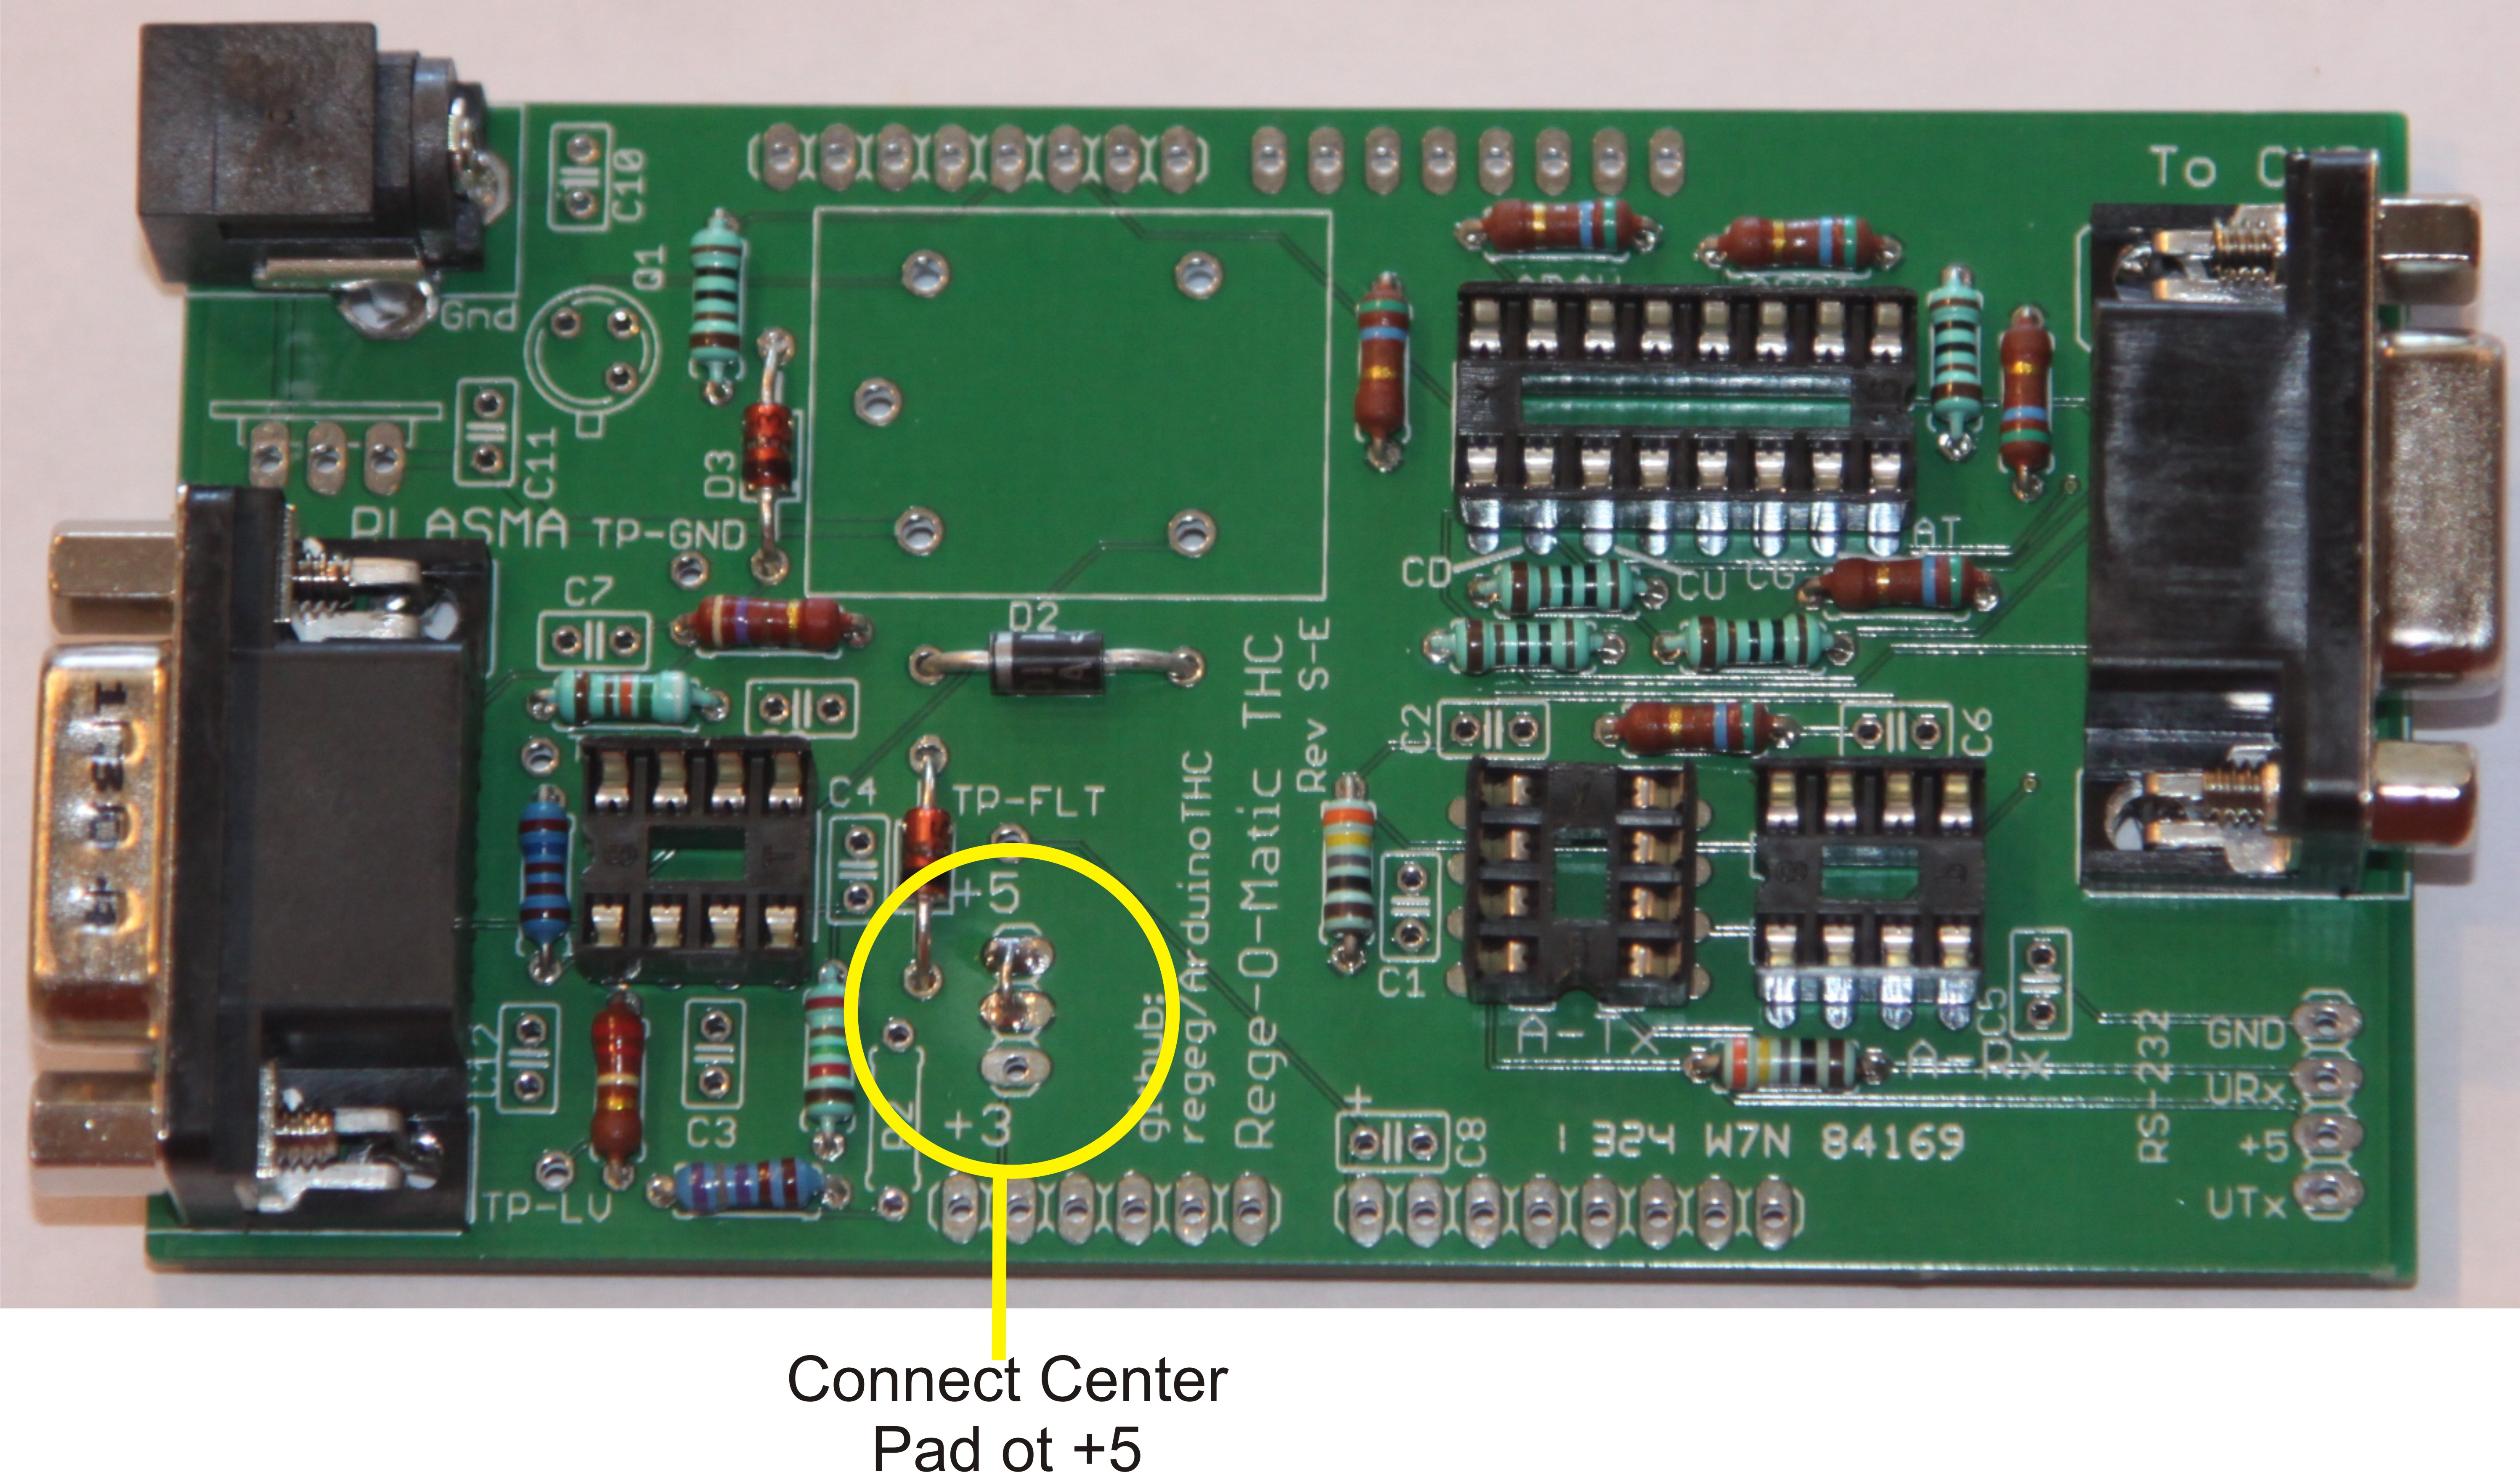 To C
C10
Q1
Gnd
C11
D3
PLASMA
TP-GND
AT
CD
CU
CG
C7
D2
Rege-O-Matic THC
Rev S-E
github:
regeg/ArduinoTHC
C2
C6
C4
TP-FLT
+5
C1
C12
C3
+3
A-Tx
A-Rx
C5
RS-232
GND
URx
+5
UTx
+
C8
1324 W7N 84169
TP-LV
Connect Center
Pad ot +5